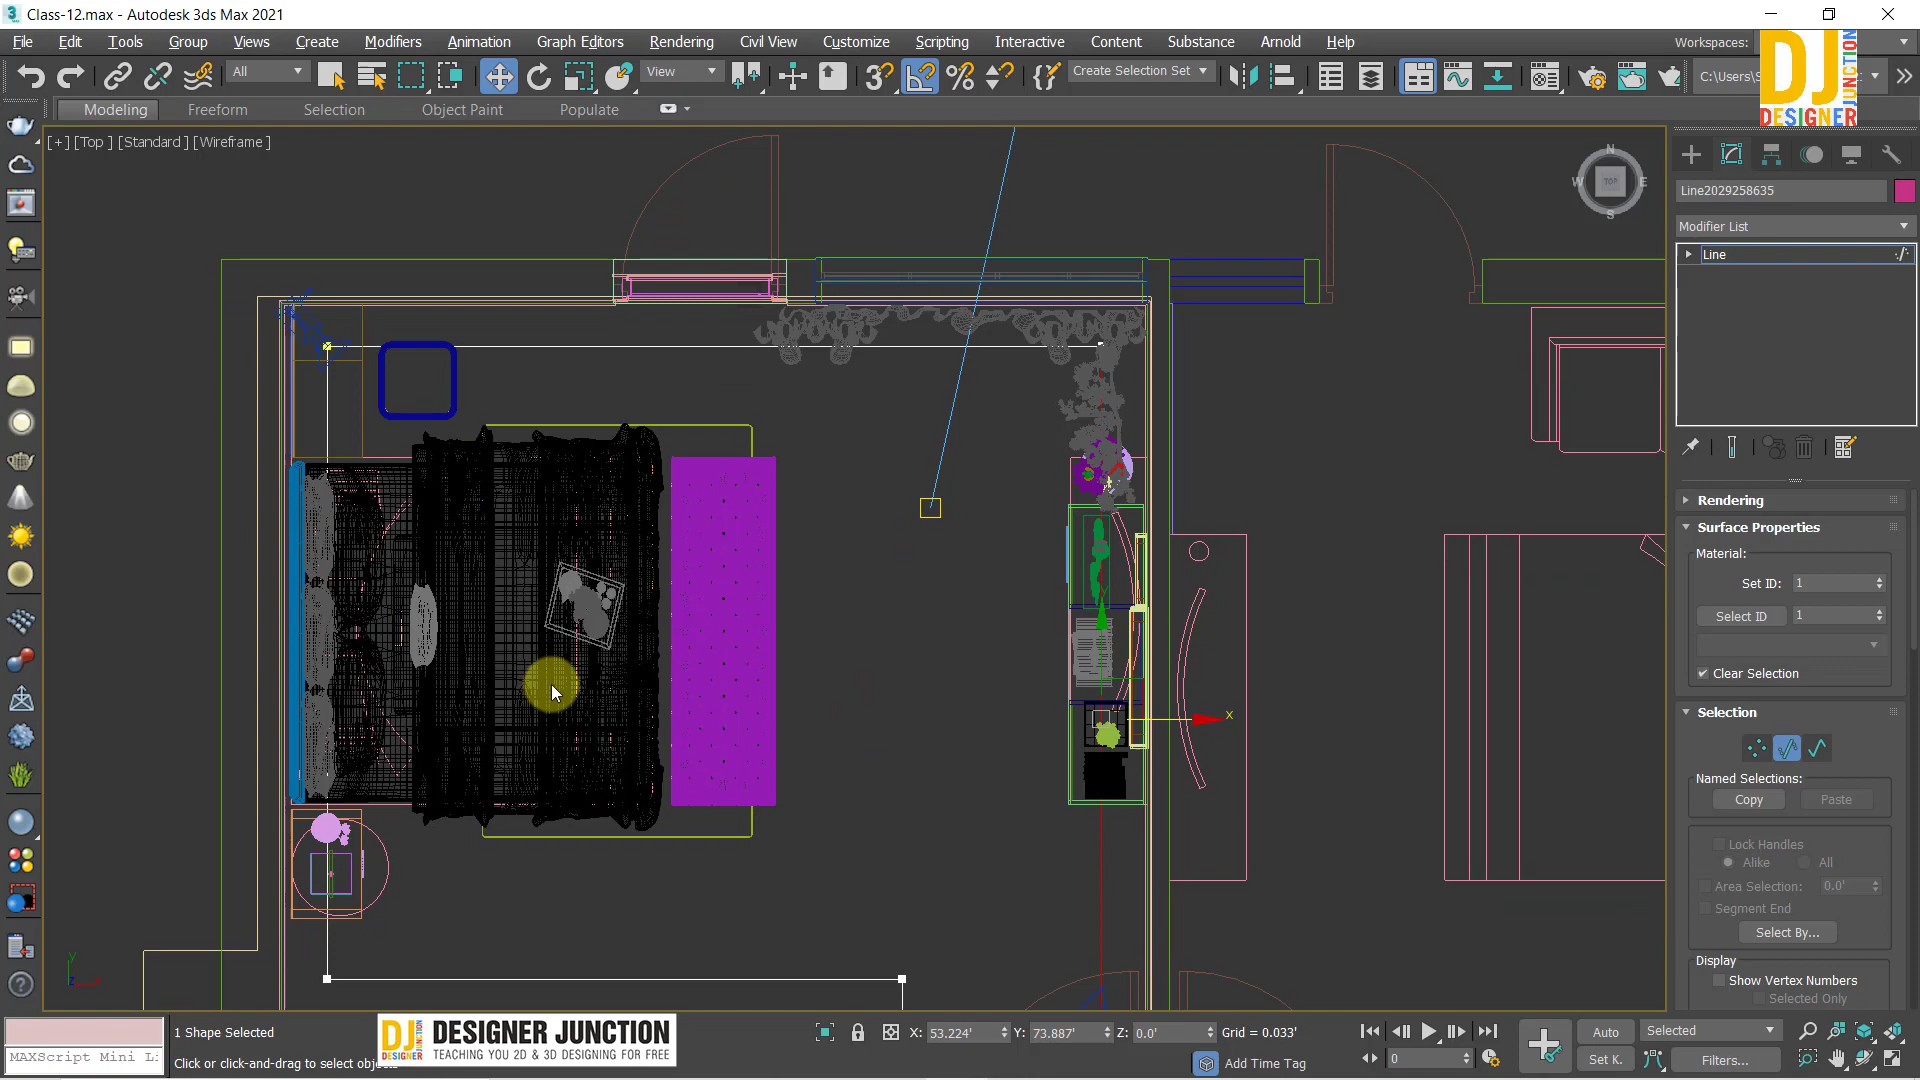 Class-12.max - Autodesk 3ds Max 2021
File Edit Tools Group Views Create Modifiers Animation Graph Editors Rendering Civil View Customize Scripting Interactive Content Substance Arnold Help Workspaces:
All View Create Selection Set C:\Users\S
DJ JUNCTION DESIGNER
Modeling Freeform Selection Object Paint Populate
[+] [Top ] [Standard ] [Wireframe ]
N
W TOP E
S
Line2029258635
Modifier List
Line
Rendering
Surface Properties
Material:
Set ID: 1
Select ID 1
Clear Selection
Selection
x
Named Selections:
Copy Paste
Lock Handles
Alike All
Area Selection: 0.0'
Segment End
Select By...
Display
Show Vertex Numbers
Selected Only
y
z
1 Shape Selected
DJ JUNCTION DESIGNER
DESIGNER JUNCTION
TEACHING YOU 2D & 3D DESIGNING FOR FREE
X: 53.224' Y: 73.887' Z: 0.0' Grid = 0.033'
Auto Selected
MAXScript Mini L:
Click or click-and-drag to select obje
Add Time Tag
0
Set K. Filters...